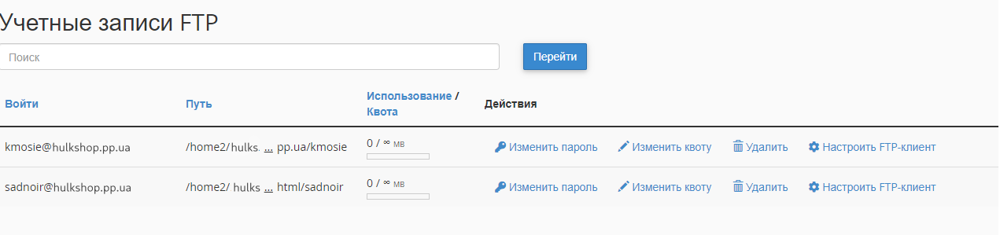 Учетные записи FTP
Поиск Перейти
Войти Путь Использование / Квота Действия
kmosie@hulkshop.pp.ua /home2/hulks. ... pp.ua/kmosie 0 / ∞ MB Изменить пароль Изменить квоту Удалить Настроить FTP-клиент
sadnoir@hulkshop.pp.ua /home2/ hulks ... html/sadnoir 0 / ∞ MB Изменить пароль Изменить квоту Удалить Настроить FTP-клиент